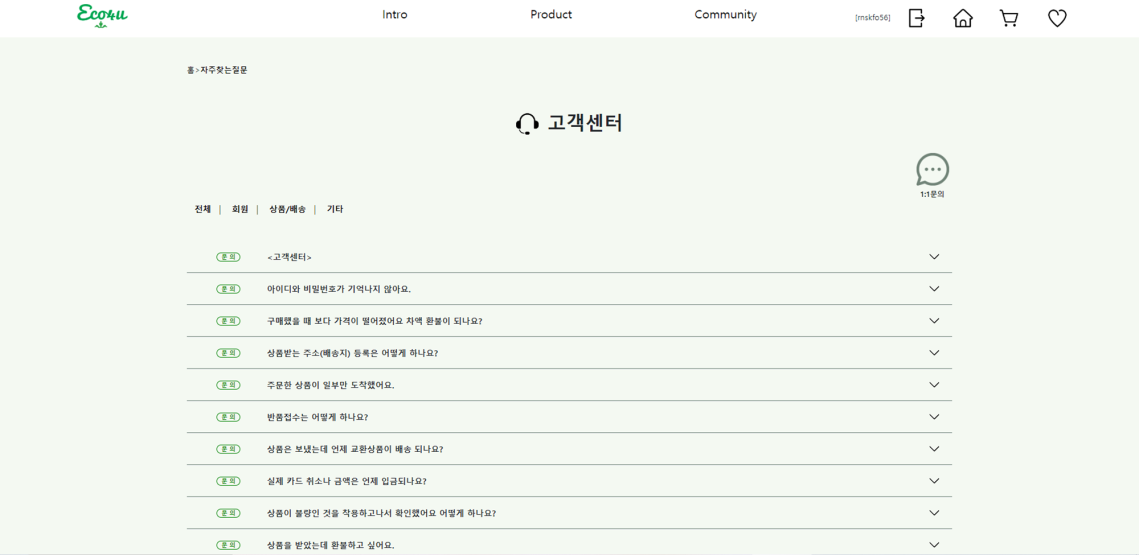 Eco4u
Intro
Product
Community
[rnskfo56]
홈>자주찾는질문
고객센터
1:1문의
전체 | 회원 | 상품/배송 | 기타
문의 <고객센터>
문의 아이디와 비밀번호가 기억나지 않아요.
문의 구매했을 때 보다 가격이 떨어졌어요 차액 환불이 되나요?
문의 상품받는 주소(배송지) 등록은 어떻게 하나요?
문의 주문한 상품이 일부만 도착했어요.
문의 반품접수는 어떻게 하나요?
문의 상품은 보냈는데 언제 교환상품이 배송 되나요?
문의 실제 카드 취소나 금액은 언제 입금되나요?
문의 상품이 불량인 것을 착용하고나서 확인했어요 어떻게 하나요?
문의 상품을 받았는데 환불하고 싶어요.